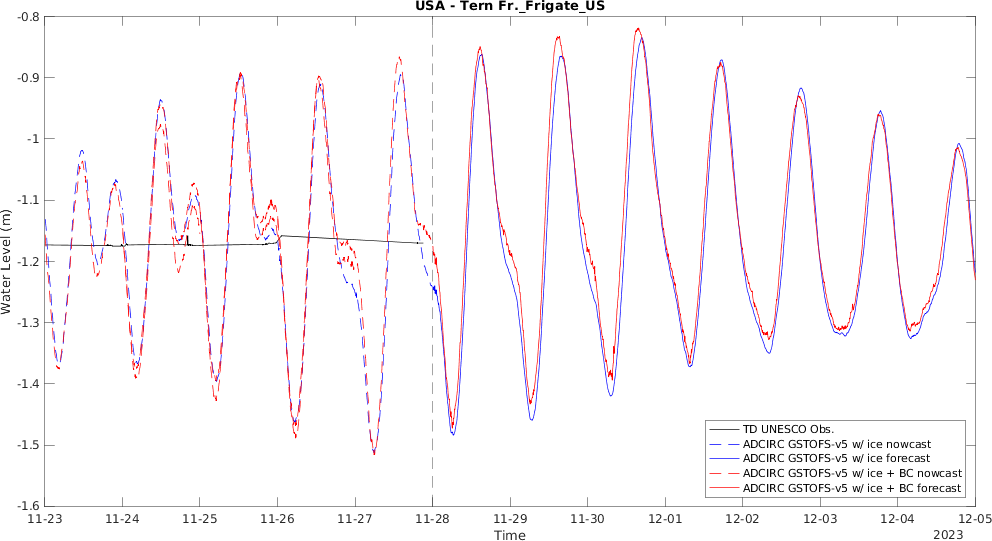 USA - Tern Fr._Frigate_US
-0.8
-0.9
-1
-1.1
-1.2
-1.3
-1.4
-1.5
-1.6
Water Level (m)
TD UNESCO Obs.
ADCIRC GSTOFS-v5 w/ ice nowcast
ADCIRC GSTOFS-v5 w/ ice forecast
ADCIRC GSTOFS-v5 w/ ice + BC nowcast
ADCIRC GSTOFS-v5 w/ ice + BC forecast
11-23 11-24 11-25 11-26 11-27 11-28 11-29 11-30 12-01 12-02 12-03 12-04 12-05
Time
2023